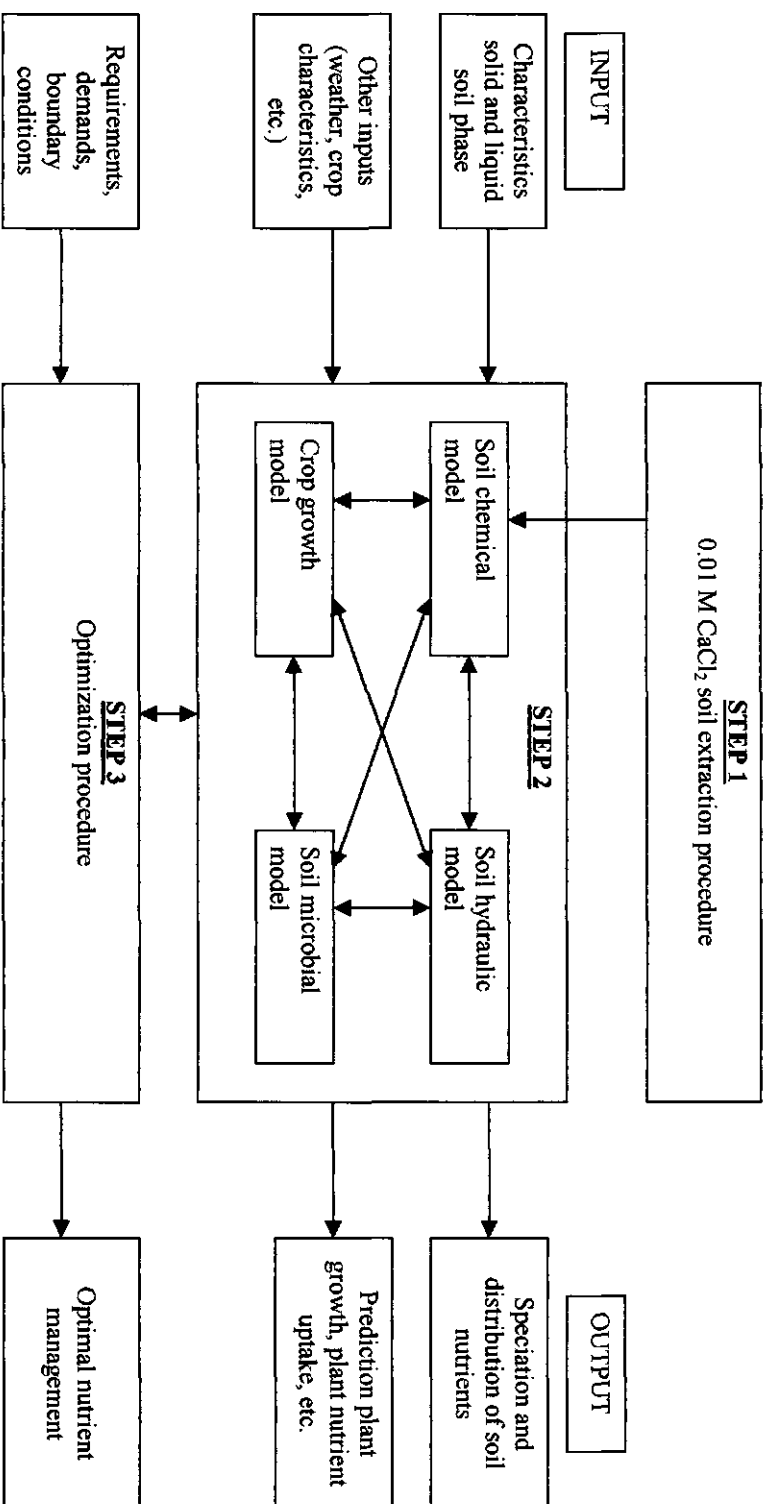 INPUT
OUTPUT
STEP 1
0.01 M CaCl₂ soil extraction procedure
Characteristics
solid and liquid
soil phase
Other inputs
(weather, crop
characteristics,
etc.)
STEP 2
Soil chemical
model
Soil hydraulic
model
Crop growth
model
Soil microbial
model
Speciation and
distribution of soil
nutrients
Prediction plant
growth, plant nutrient
uptake, etc.
Requirements,
demands,
boundary
conditions
STEP 3
Optimization procedure
Optimal nutrient
management